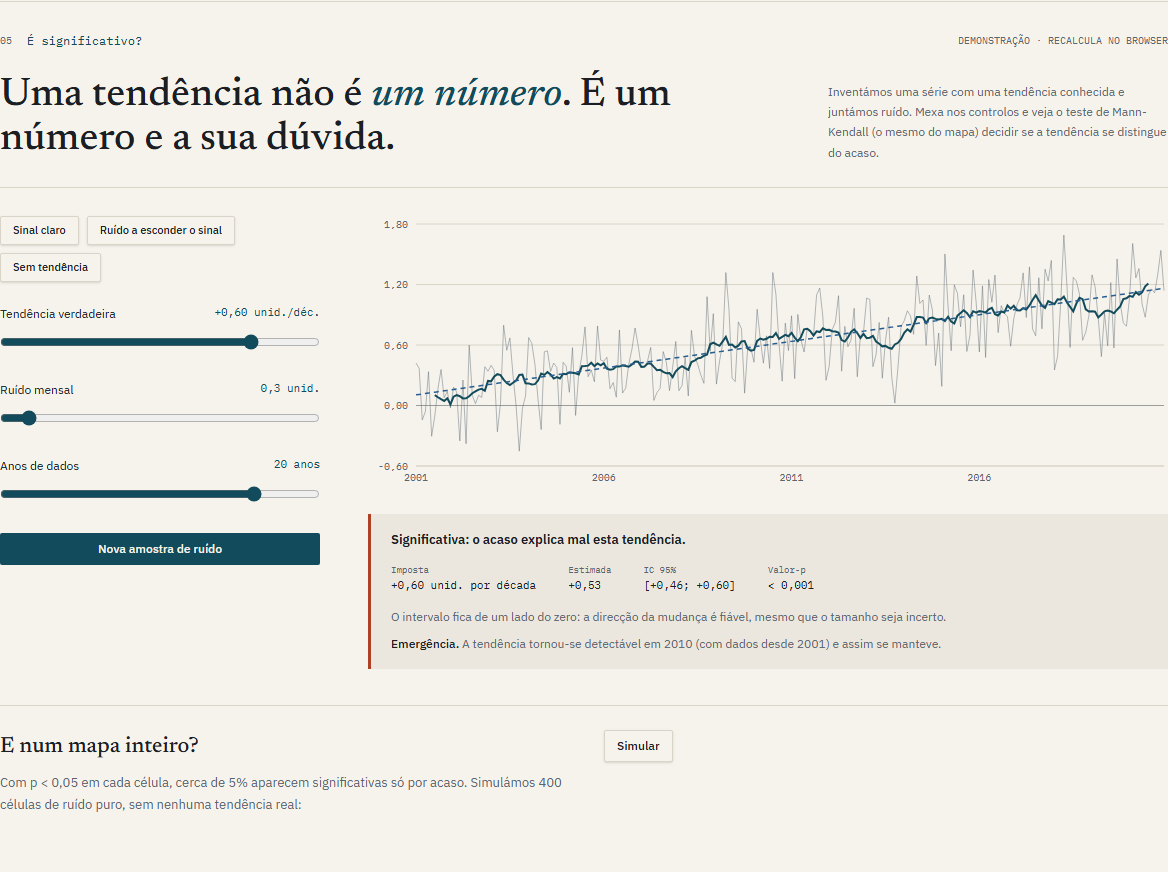 05 É significativo?
DEMONSTRAÇÃO · RECALCULA NO BROWSER
Uma tendência não é um número. É um
número e a sua dúvida.
Inventámos uma série com uma tendência conhecida e
juntámos ruído. Mexa nos controlos e veja o teste de Mann-
Kendall (o mesmo do mapa) decidir se a tendência se distingue
do acaso.
Sinal claro
Ruído a esconder o sinal
Sem tendência
Tendência verdadeira
+0,60 unid./déc.
Ruído mensal
0,3 unid.
Anos de dados
20 anos
Nova amostra de ruído
1,80
1,20
0,60
0,00
-0,60
2001
2006
2011
2016
Significativa: o acaso explica mal esta tendência.
Imposta
+0,60 unid. por década
Estimada
+0,53
IC 95%
[+0,46; +0,60]
Valor-p
< 0,001
O intervalo fica de um lado do zero: a direcção da mudança é fiável, mesmo que o tamanho seja incerto.
Emergência. A tendência tornou-se detectável em 2010 (com dados desde 2001) e assim se manteve.
E num mapa inteiro?
Simular
Com p < 0,05 em cada célula, cerca de 5% aparecem significativas só por acaso. Simulámos 400
células de ruído puro, sem nenhuma tendência real: